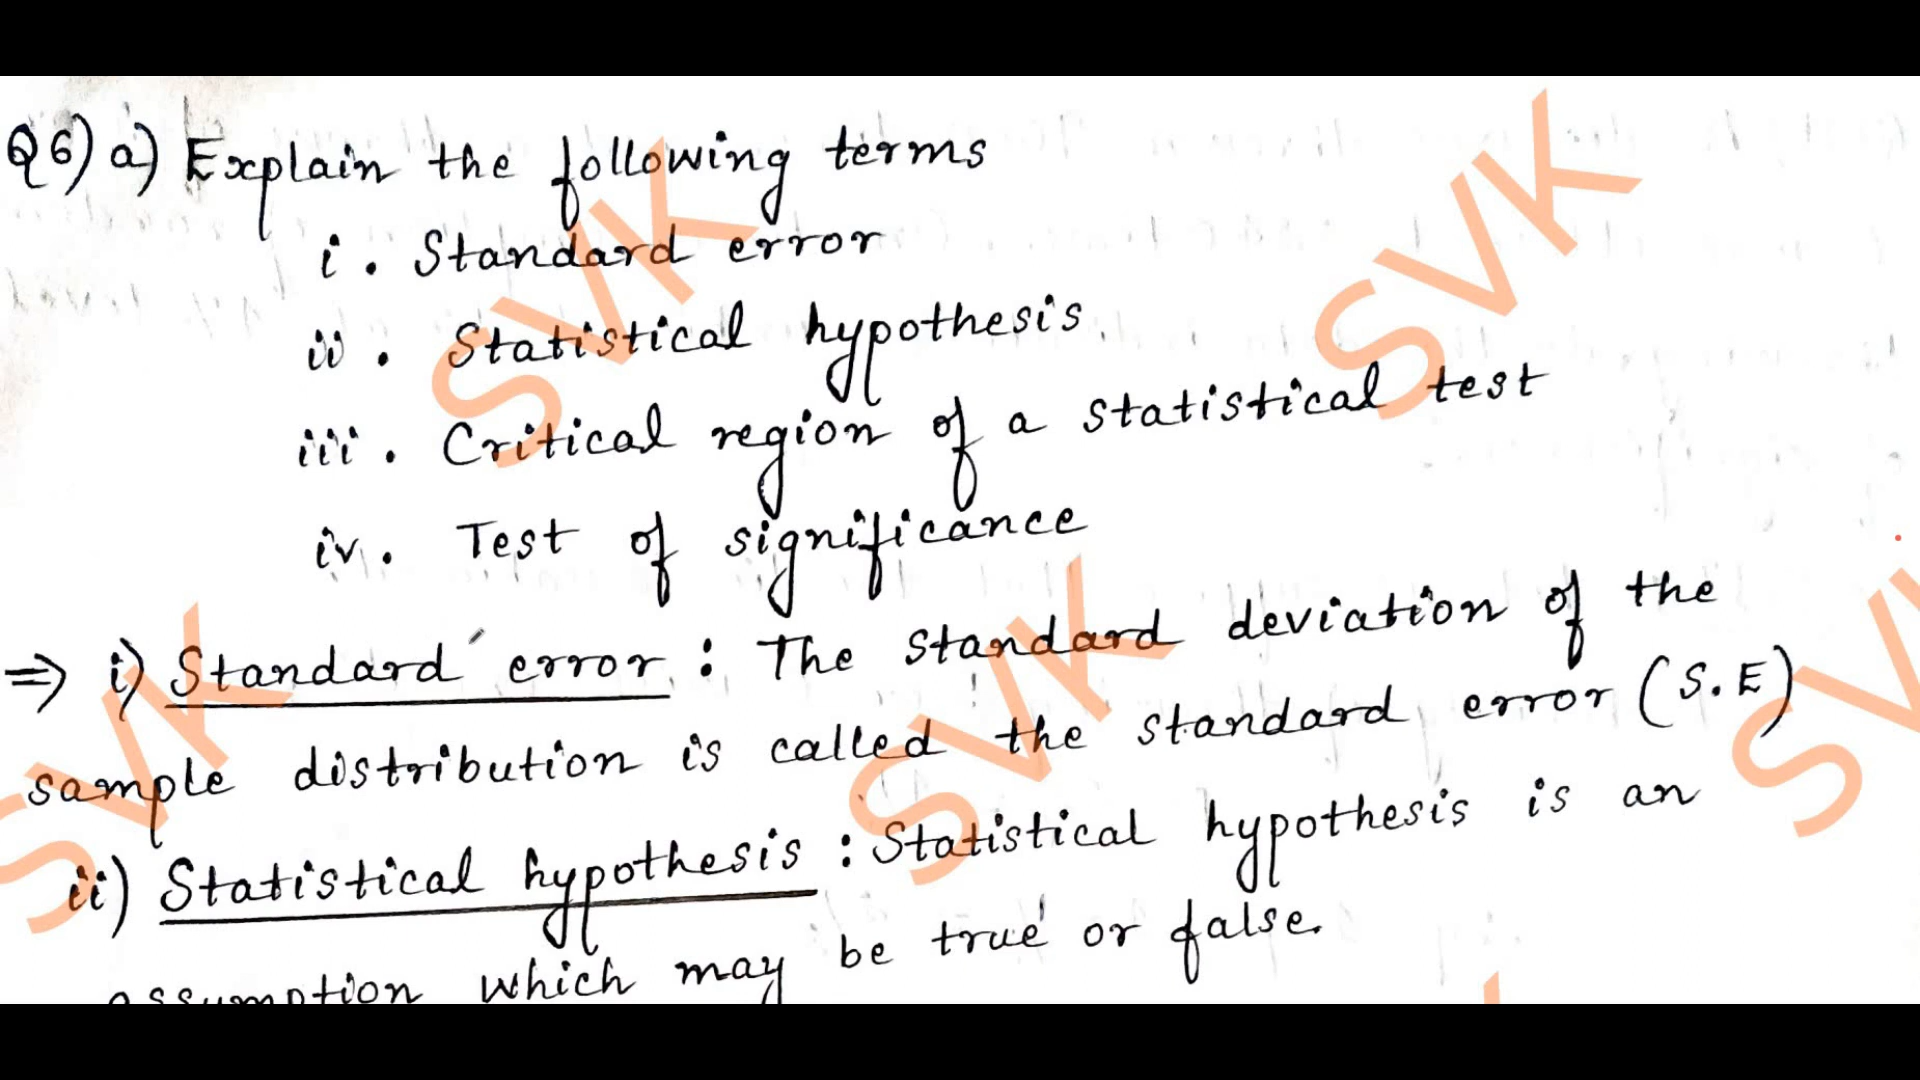 Q6) a) Explain the following terms
i. Standard error
ii. Statistical hypothesis
iii. Critical region of a statistical test
iv. Test of significance
⇒ i) Standard error : The standard deviation of the
sample distribution is called the standard error (S.E)
ii) Statistical hypothesis : Statistical hypothesis is an
assumption which may be true or false.
SVK
SVK
SVK
SVK
SV